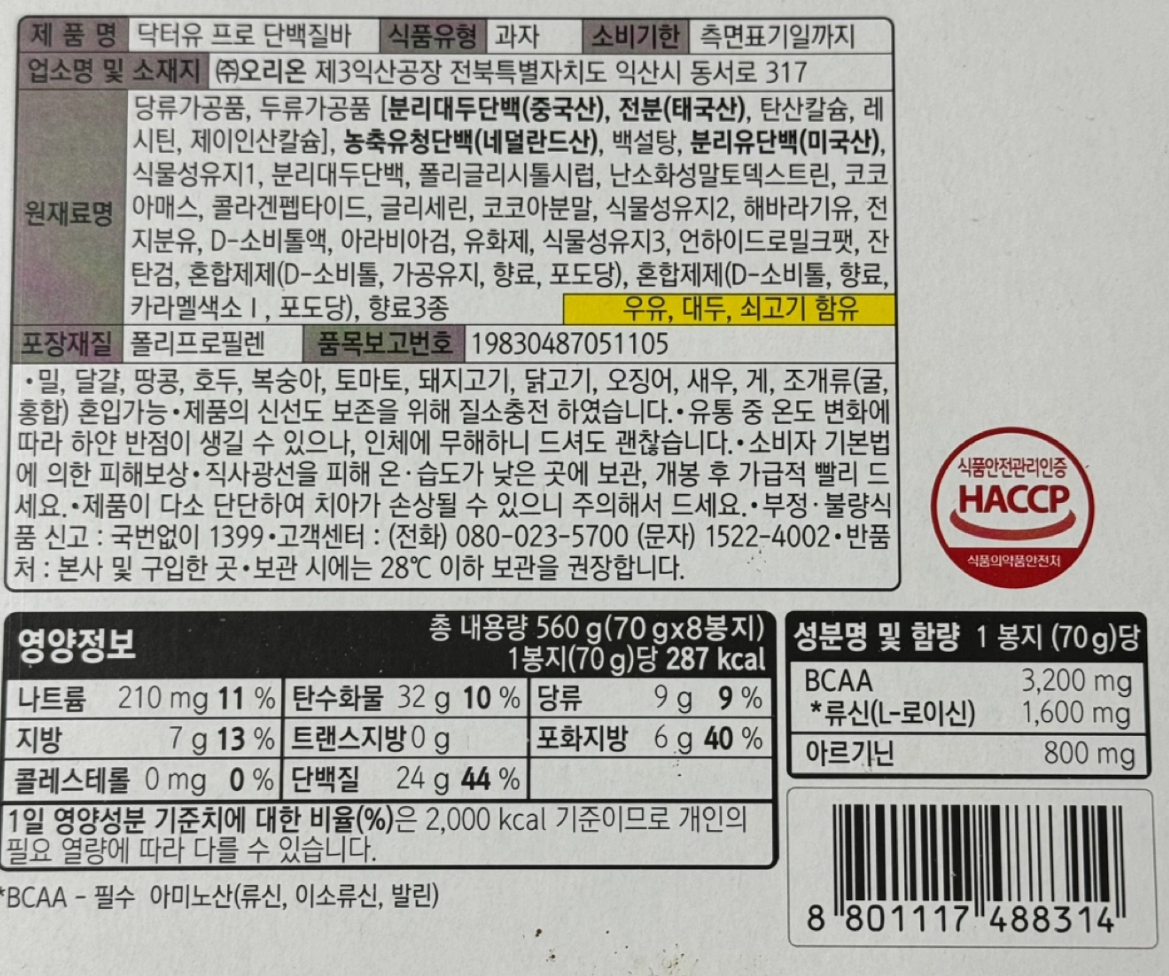 제 품 명 닥터유 프로 단백질바 식품유형 과자 소비기한 측면표기일까지
업소명 및 소재지 ㈜오리온 제3익산공장 전북특별자치도 익산시 동서로 317
원재료명
당류가공품, 두류가공품 [분리대두단백(중국산), 전분(태국산), 탄산칼슘, 레
시틴, 제이인산칼슘], 농축유청단백(네덜란드산), 백설탕, 분리유단백(미국산),
식물성유지1, 분리대두단백, 폴리글리시톨시럽, 난소화성말토덱스트린, 코코
아매스, 콜라겐펩타이드, 글리세린, 코코아분말, 식물성유지2, 해바라기유, 전
지분유, D-소비톨액, 아라비아검, 유화제, 식물성유지3, 언하이드로밀크팻, 잔
탄검, 혼합제제(D-소비톨, 가공유지, 향료, 포도당), 혼합제제(D-소비톨, 향료,
카라멜색소Ⅰ, 포도당), 향료3종 우유, 대두, 쇠고기 함유
포장재질 폴리프로필렌 품목보고번호 19830487051105
•밀, 달걀, 땅콩, 호두, 복숭아, 토마토, 돼지고기, 닭고기, 오징어, 새우, 게, 조개류(굴,
홍합) 혼입가능•제품의 신선도 보존을 위해 질소충전 하였습니다.•유통 중 온도 변화에
따라 하얀 반점이 생길 수 있으나, 인체에 무해하니 드셔도 괜찮습니다.•소비자 기본법
에 의한 피해보상•직사광선을 피해 온·습도가 낮은 곳에 보관, 개봉 후 가급적 빨리 드
세요.•제품이 다소 단단하여 치아가 손상될 수 있으니 주의해서 드세요.•부정·불량식
품 신고 : 국번없이 1399•고객센터 : (전화) 080-023-5700 (문자) 1522-4002•반품
처 : 본사 및 구입한 곳•보관 시에는 28℃ 이하 보관을 권장합니다.
식품안전관리인증
HACCP
식품의약품안전처
영양정보
총 내용량 560 g(70 gx8봉지)
1봉지(70 g)당 287 kcal
나트륨 210 mg 11 % 탄수화물 32 g 10 % 당류 9 g 9 %
지방 7 g 13 % 트랜스지방 0 g 포화지방 6 g 40 %
콜레스테롤 0 mg 0 % 단백질 24 g 44 %
1일 영양성분 기준치에 대한 비율(%)은 2,000 kcal 기준이므로 개인의
필요 열량에 따라 다를 수 있습니다.
*BCAA - 필수 아미노산(류신, 이소류신, 발린)
성분명 및 함량 1 봉지 (70 g)당
BCAA 3,200 mg
*류신(L-로이신) 1,600 mg
아르기닌 800 mg
8 801117 488314